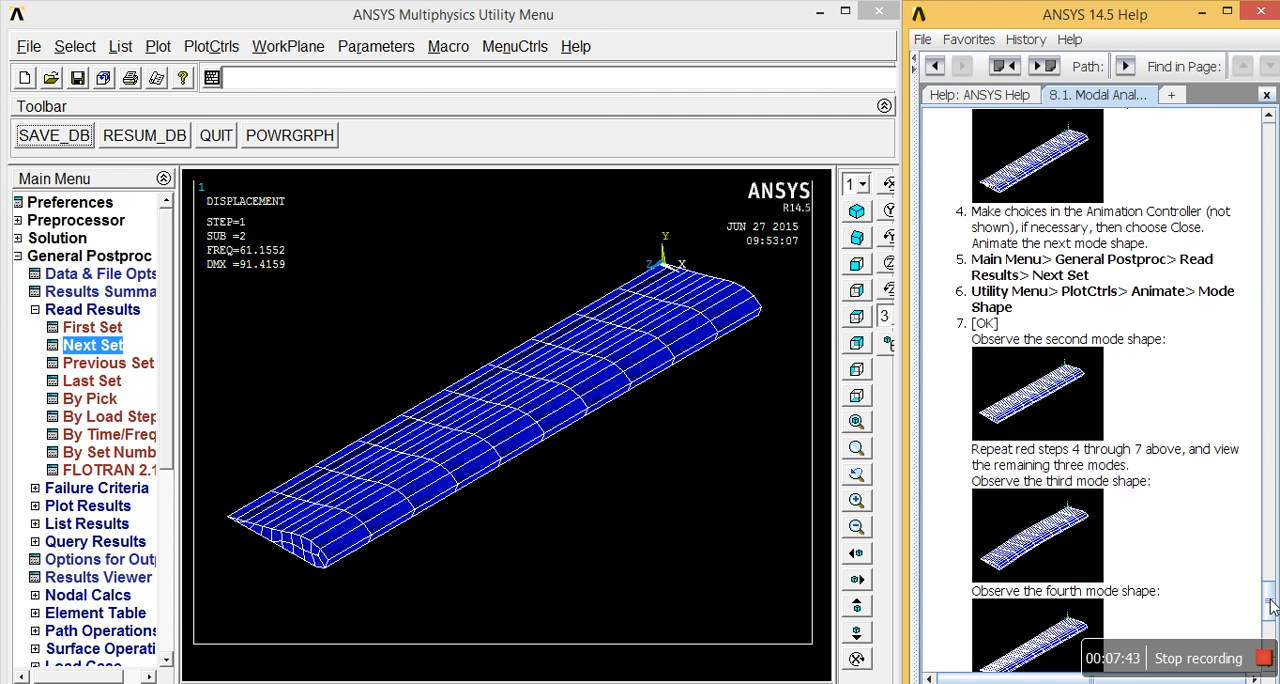 ANSYS Multiphysics Utility Menu
File Select List Plot PlotCtrls WorkPlane Parameters Macro MenuCtrls Help
Toolbar
SAVE_DB RESUM_DB QUIT POWRGRPH
Main Menu
Preferences
Preprocessor
Solution
General Postproc
Data & File Opts
Results Summa
Read Results
First Set
Next Set
Previous Set
Last Set
By Pick
By Load Step
By Time/Freq
By Set Numb
FLOTRAN 2.1
Failure Criteria
Plot Results
List Results
Query Results
Options for Outp
Results Viewer
Nodal Calcs
Element Table
Path Operations
Surface Operati
Load Case
1
DISPLACEMENT
STEP=1
SUB =2
FREQ=61.1552
DMX =91.4159
ANSYS
R14.5
JUN 27 2015
09:53:07
Y
Z X
1
3
ANSYS 14.5 Help
File Favorites History Help
Path: Find in Page:
Help: ANSYS Help 8.1. Modal Anal... + x
4. Make choices in the Animation Controller (not
shown), if necessary, then choose Close.
Animate the next mode shape.
5. Main Menu> General Postproc> Read
Results> Next Set
6. Utility Menu> PlotCtrls> Animate> Mode
Shape
7. [OK]
Observe the second mode shape:
Repeat red steps 4 through 7 above, and view
the remaining three modes.
Observe the third mode shape:
Observe the fourth mode shape:
00:07:43 Stop recording